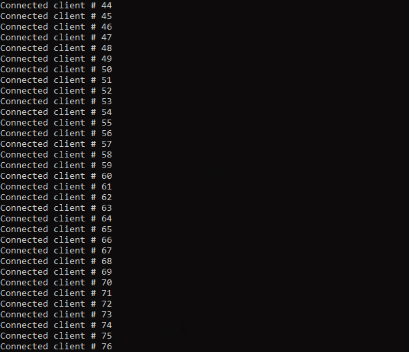 Connected client # 44
Connected client # 45
Connected client # 46
Connected client # 47
Connected client # 48
Connected client # 49
Connected client # 50
Connected client # 51
Connected client # 52
Connected client # 53
Connected client # 54
Connected client # 55
Connected client # 56
Connected client # 57
Connected client # 58
Connected client # 59
Connected client # 60
Connected client # 61
Connected client # 62
Connected client # 63
Connected client # 64
Connected client # 65
Connected client # 66
Connected client # 67
Connected client # 68
Connected client # 69
Connected client # 70
Connected client # 71
Connected client # 72
Connected client # 73
Connected client # 74
Connected client # 75
Connected client # 76